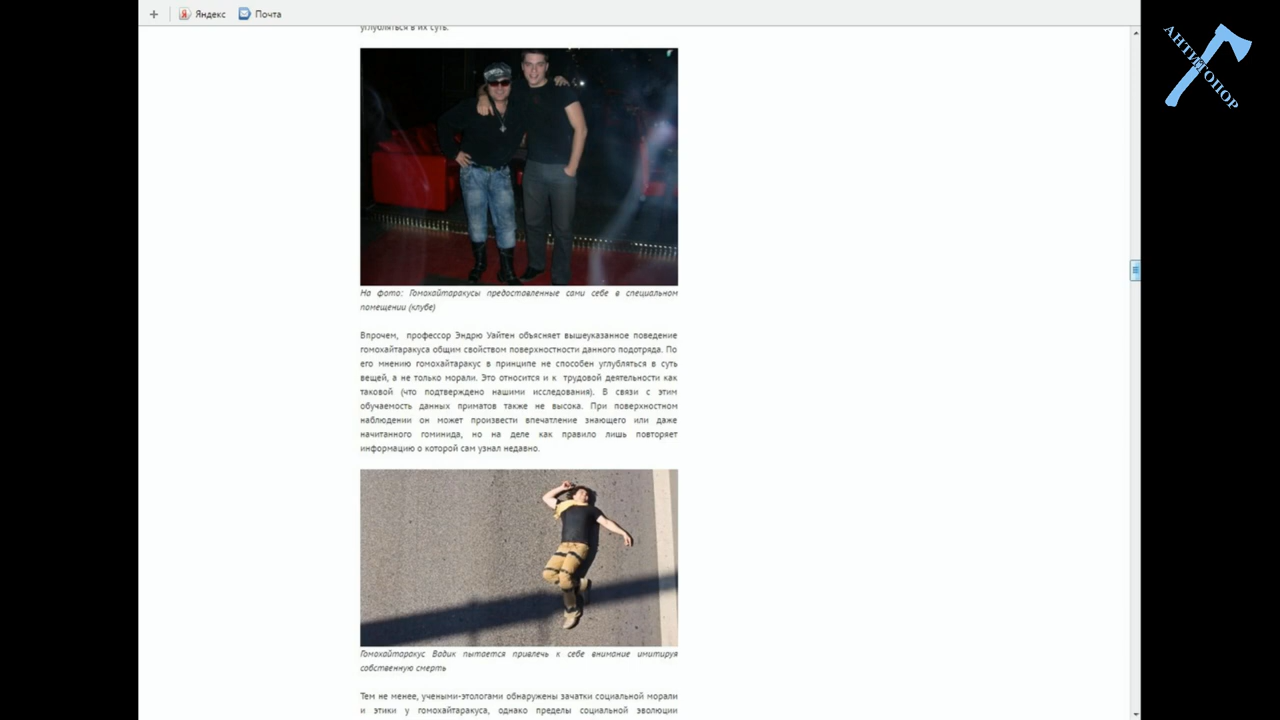 Яндекс
Почта
АНТИТОПОР
углубляться в их суть.
На фото: Гомохайтаракусы предоставленные сами себе в специальном
помещении (клубе)
Впрочем, профессор Эндрю Уайтен объясняет вышеуказанное поведение
гомохайтаракуса общим свойством поверхностности данного подотряда. По
его мнению гомохайтаракус в принципе не способен углубляться в суть
вещей, а не только морали. Это относится и к трудовой деятельности как
таковой (что подтверждено нашими исследования). В связи с этим
обучаемость данных приматов также не высока. При поверхностном
наблюдении он может произвести впечатление знающего или даже
начитанного гоминида, но на деле как правило лишь повторяет
информацию о которой сам узнал недавно.
Гомохайтаракус Вадик пытается привлечь к себе внимание имитируя
собственную смерть
Тем не менее, учеными-этологами обнаружены зачатки социальной морали
и этики у гомохайтаракуса, однако пределы социальной эволюции